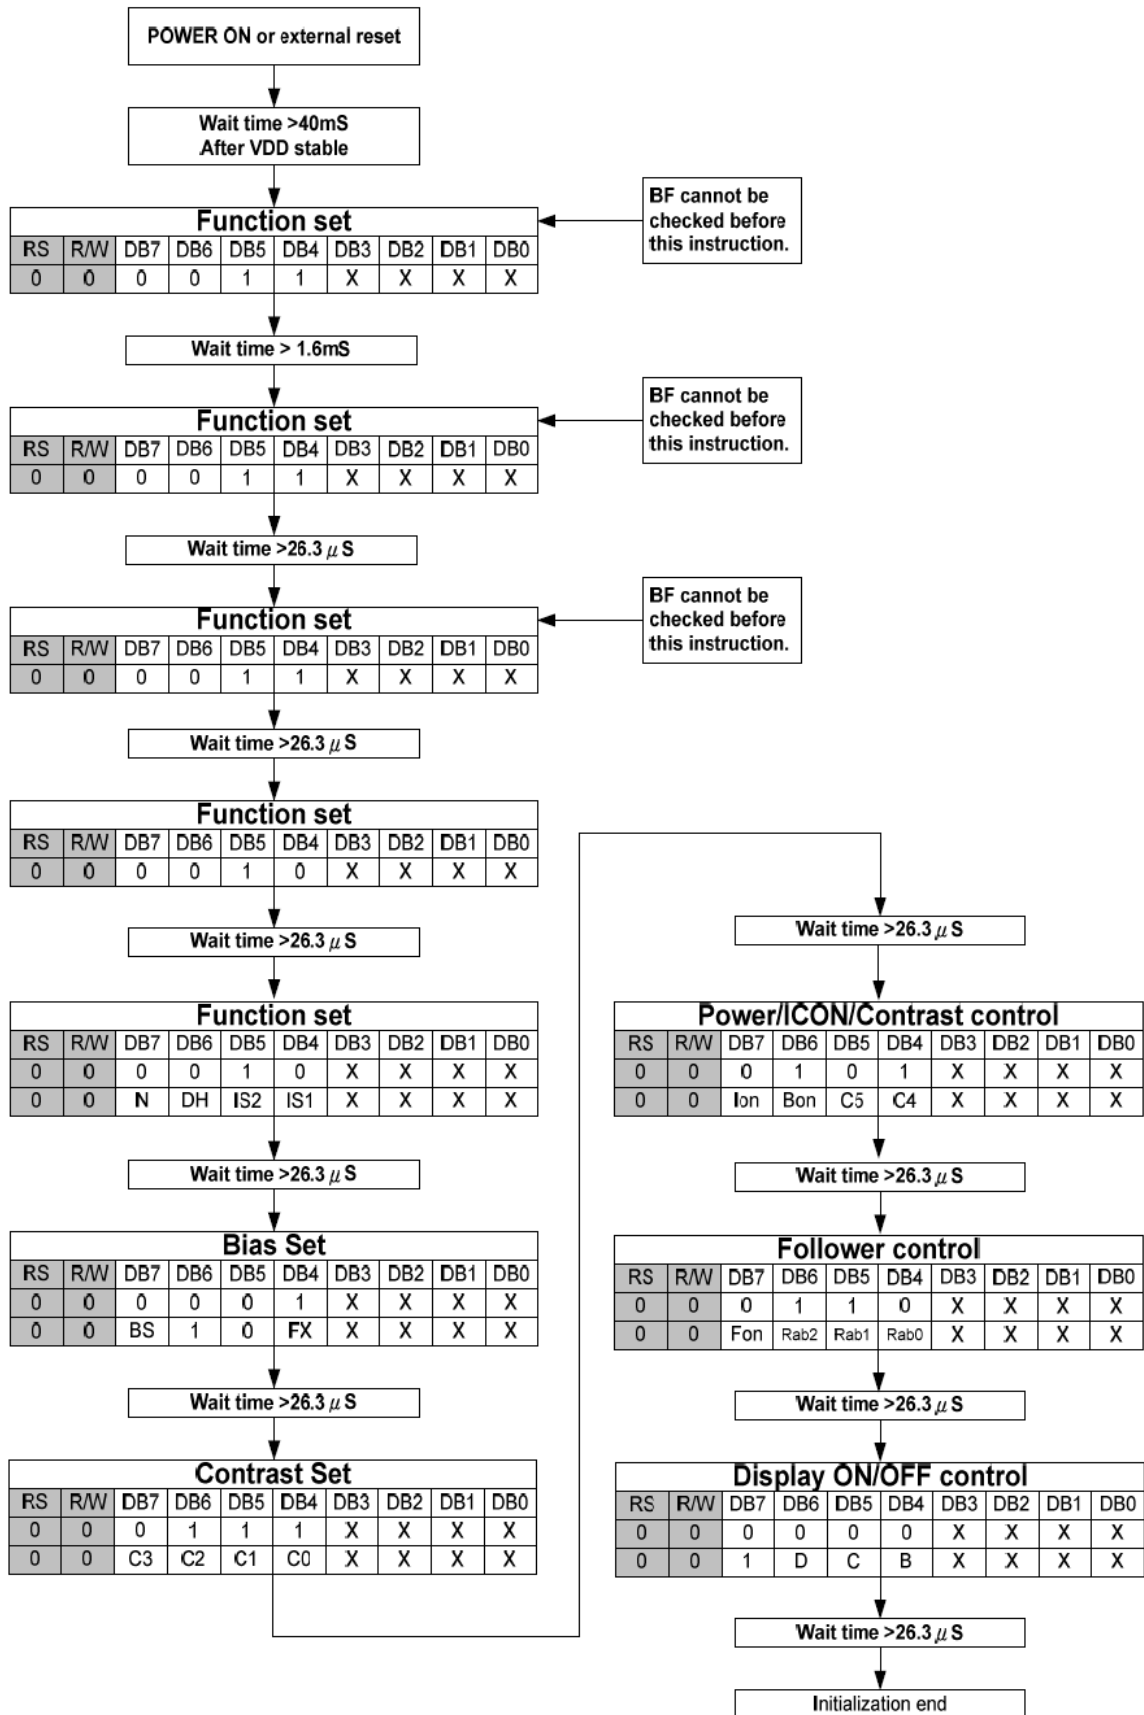 POWER ON or external reset
Wait time >40mS
After VDD stable
Function set
RS R/W DB7 DB6 DB5 DB4 DB3 DB2 DB1 DB0
0 0 0 0 1 1 X X X X
BF cannot be
checked before
this instruction.
Wait time > 1.6mS
Function set
RS R/W DB7 DB6 DB5 DB4 DB3 DB2 DB1 DB0
0 0 0 0 1 1 X X X X
BF cannot be
checked before
this instruction.
Wait time >26.3 μ S
Function set
RS R/W DB7 DB6 DB5 DB4 DB3 DB2 DB1 DB0
0 0 0 0 1 1 X X X X
BF cannot be
checked before
this instruction.
Wait time >26.3 μ S
Function set
RS R/W DB7 DB6 DB5 DB4 DB3 DB2 DB1 DB0
0 0 0 0 1 0 X X X X
Wait time >26.3 μ S
Function set
RS R/W DB7 DB6 DB5 DB4 DB3 DB2 DB1 DB0
0 0 0 0 1 0 X X X X
0 0 N DH IS2 IS1 X X X X
Wait time >26.3 μ S
Bias Set
RS R/W DB7 DB6 DB5 DB4 DB3 DB2 DB1 DB0
0 0 0 0 0 1 X X X X
0 0 BS 1 0 FX X X X X
Wait time >26.3 μ S
Contrast Set
RS R/W DB7 DB6 DB5 DB4 DB3 DB2 DB1 DB0
0 0 0 1 1 1 X X X X
0 0 C3 C2 C1 C0 X X X X
Wait time >26.3 μ S
Power/ICON/Contrast control
RS R/W DB7 DB6 DB5 DB4 DB3 DB2 DB1 DB0
0 0 0 1 0 1 X X X X
0 0 Ion Bon C5 C4 X X X X
Wait time >26.3 μ S
Follower control
RS R/W DB7 DB6 DB5 DB4 DB3 DB2 DB1 DB0
0 0 0 1 1 0 X X X X
0 0 Fon Rab2 Rab1 Rab0 X X X X
Wait time >26.3 μ S
Display ON/OFF control
RS R/W DB7 DB6 DB5 DB4 DB3 DB2 DB1 DB0
0 0 0 0 0 0 X X X X
0 0 1 D C B X X X X
Wait time >26.3 μ S
Initialization end